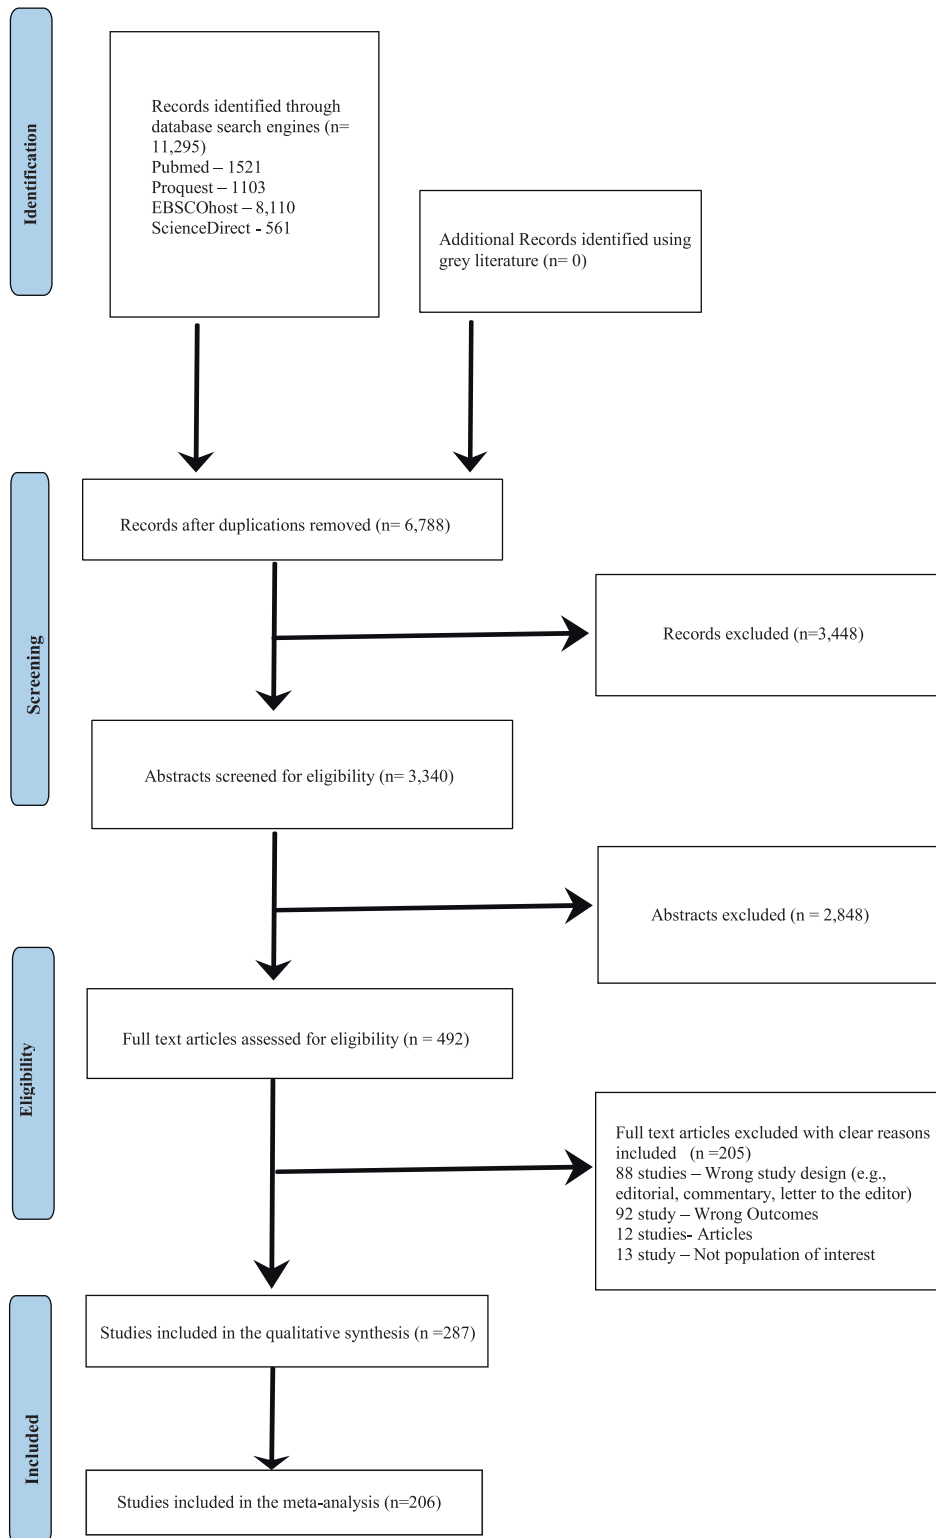 Identification
Records identified through
database search engines (n=
11,295)
Pubmed – 1521
Proquest – 1103
EBSCOhost – 8,110
ScienceDirect - 561
Additional Records identified using
grey literature (n= 0)
Screening
Records after duplications removed (n= 6,788)
Records excluded (n=3,448)
Abstracts screened for eligibility (n= 3,340)
Abstracts excluded (n = 2,848)
Eligibility
Full text articles assessed for eligibility (n = 492)
Full text articles excluded with clear reasons
included (n =205)
88 studies – Wrong study design (e.g.,
editorial, commentary, letter to the editor)
92 study – Wrong Outcomes
12 studies- Articles
13 study – Not population of interest
Included
Studies included in the qualitative synthesis (n =287)
Studies included in the meta-analysis (n=206)